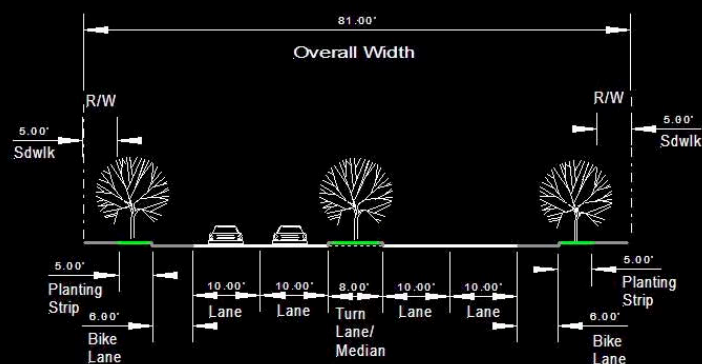 81.00'
Overall Width
R/W
R/W
5.00'
Sdwlk
5.00'
Sdwlk
5.00'
Planting
Strip
10.00'
Lane
10.00'
Lane
8.00'
Turn
Lane/
Median
10.00'
Lane
10.00'
Lane
5.00'
Planting
Strip
6.00'
Bike
Lane
6.00'
Bike
Lane